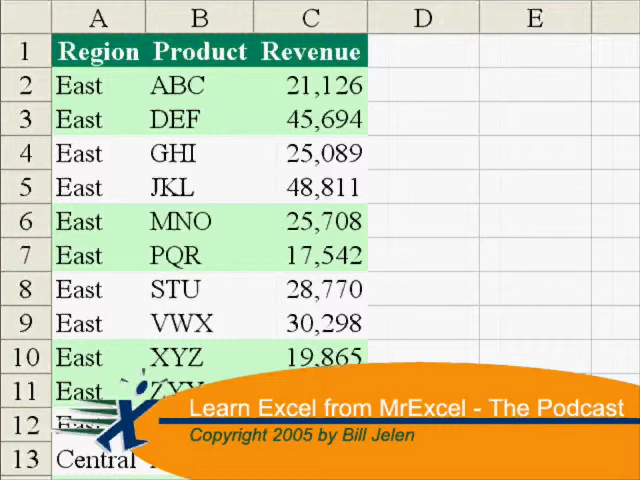 A B C D E
1 Region Product Revenue
2 East ABC 21,126
3 East DEF 45,694
4 East GHI 25,089
5 East JKL 48,811
6 East MNO 25,708
7 East PQR 17,542
8 East STU 28,770
9 East VWX 30,298
10 East XYZ 19,865
11 East
12 East
13 Central
Learn Excel from MrExcel - The Podcast
Copyright 2005 by Bill Jelen